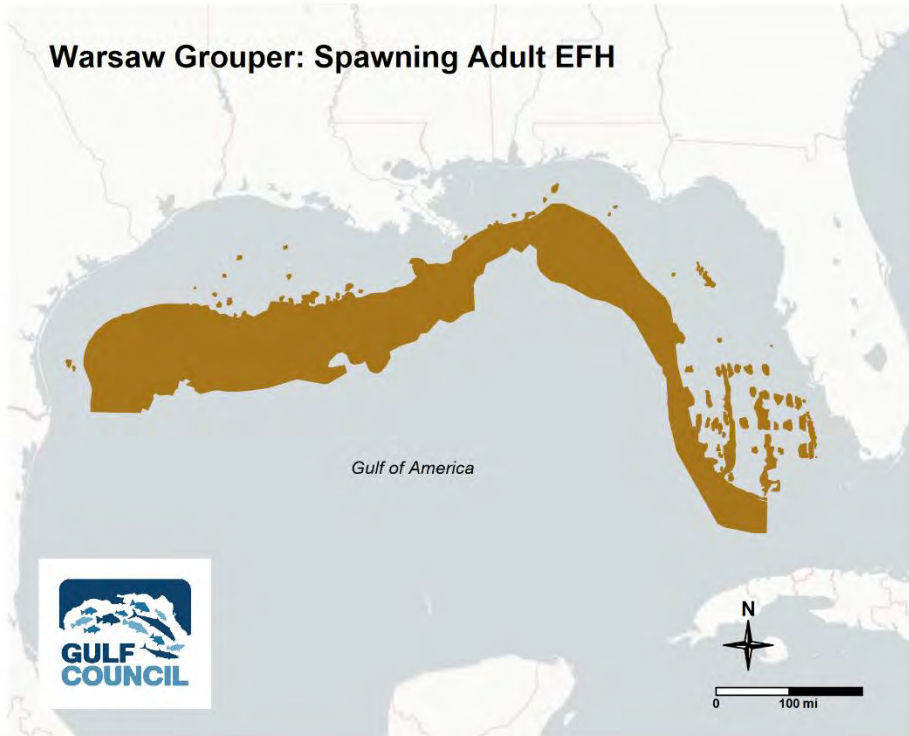 Warsaw Grouper: Spawning Adult EFH
Gulf of America
GULF
COUNCIL
N
0 100 mi